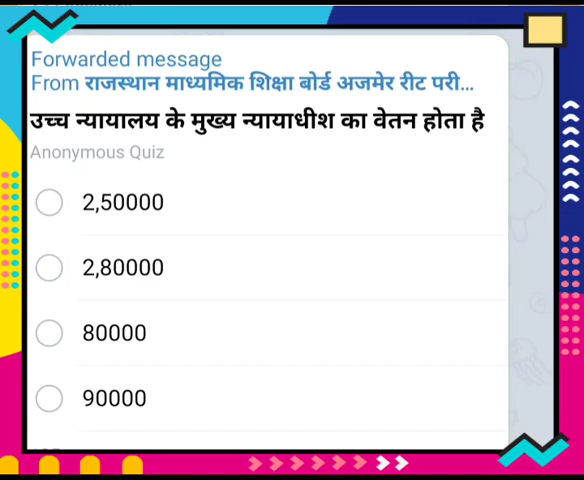 Forwarded message
From राजस्थान माध्यमिक शिक्षा बोर्ड अजमेर रीट परी...
उच्च न्यायालय के मुख्य न्यायाधीश का वेतन होता है
Anonymous Quiz
2,50000
2,80000
80000
90000